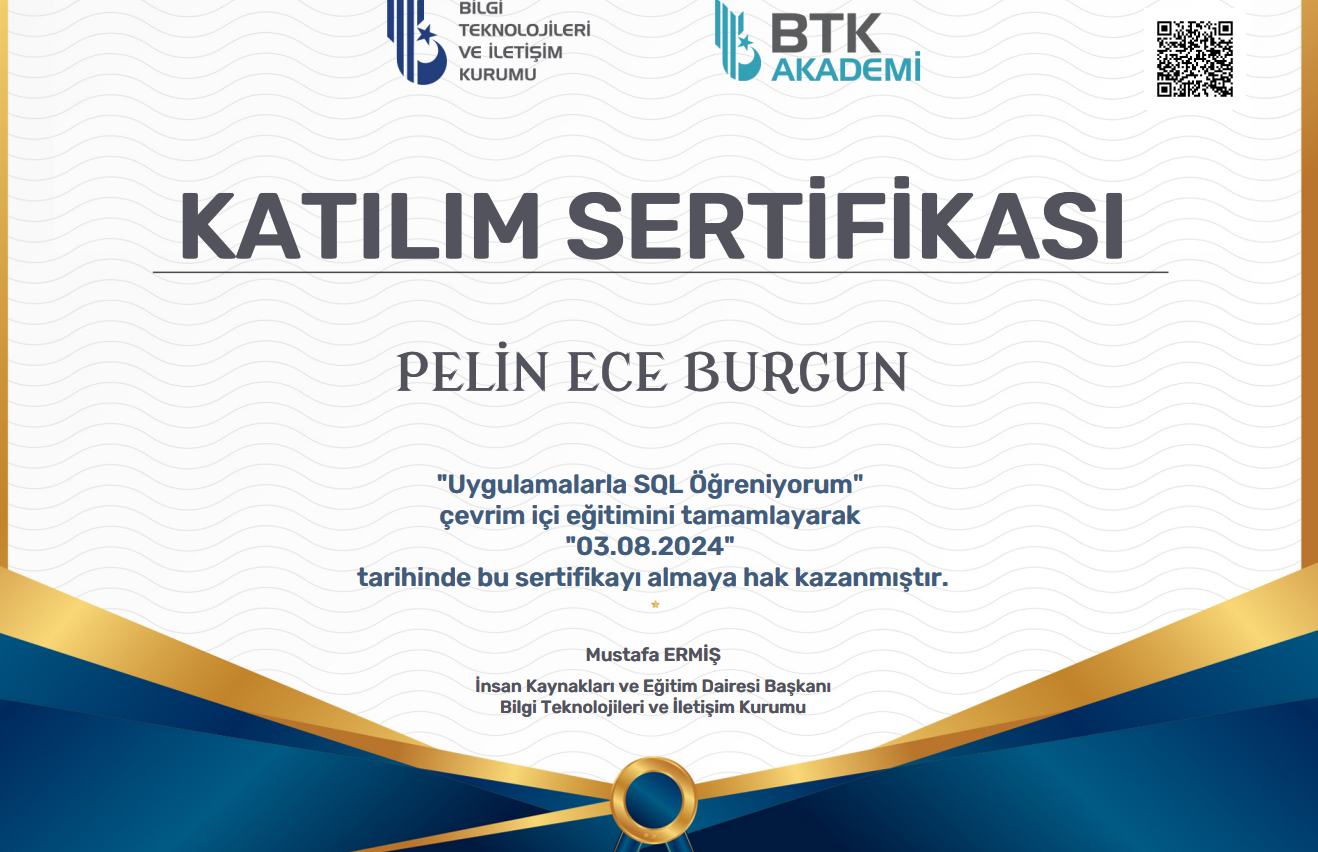 BİLGİ
TEKNOLOJİLERİ
VE İLETİŞİM
KURUMU
BTK
AKADEMİ
KATILIM SERTİFİKASI
PELİN ECE BURGUN
"Uygulamalarla SQL Öğreniyorum"
çevrim içi eğitimini tamamlayarak
"03.08.2024"
tarihinde bu sertifikayı almaya hak kazanmıştır.
Mustafa ERMİŞ
İnsan Kaynakları ve Eğitim Dairesi Başkanı
Bilgi Teknolojileri ve İletişim Kurumu